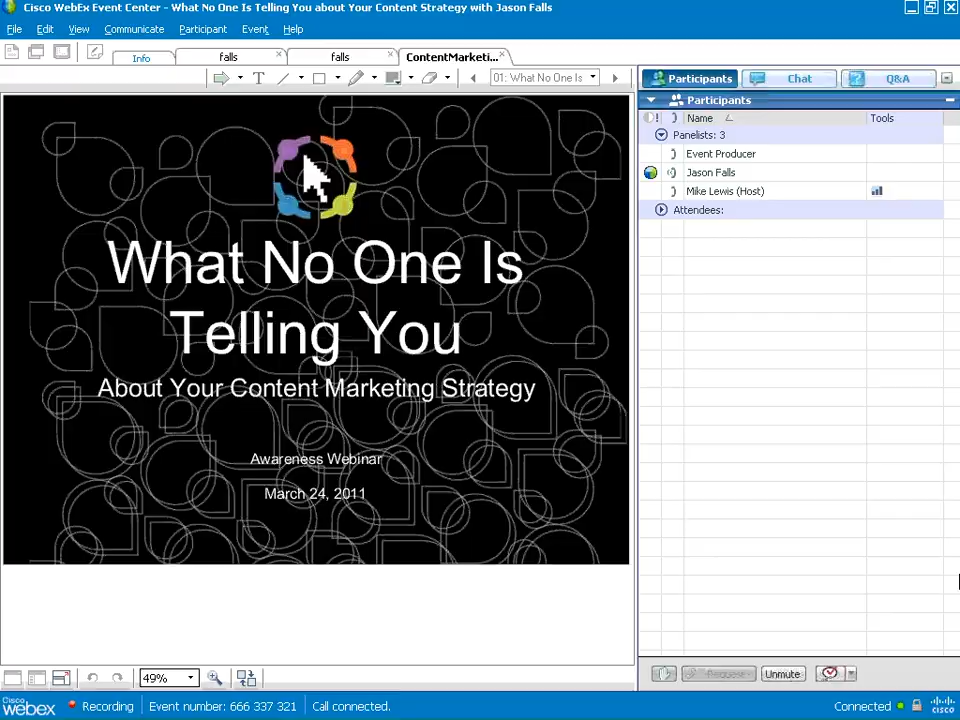 Cisco WebEx Event Center - What No One Is Telling You about Your Content Strategy with Jason Falls
File Edit View Communicate Participant Event Help
Info falls falls ContentMarketi...
T 01: What No One Is
Participants Chat Q&A
Participants
Name Tools
Panelists: 3
Event Producer
Jason Falls
Mike Lewis (Host)
Attendees:
What No One Is
Telling You
About Your Content Marketing Strategy
Awareness Webinar
March 24, 2011
49%
Request Unmute
Cisco webex Recording Event number: 666 337 321 Call connected. Connected cisco